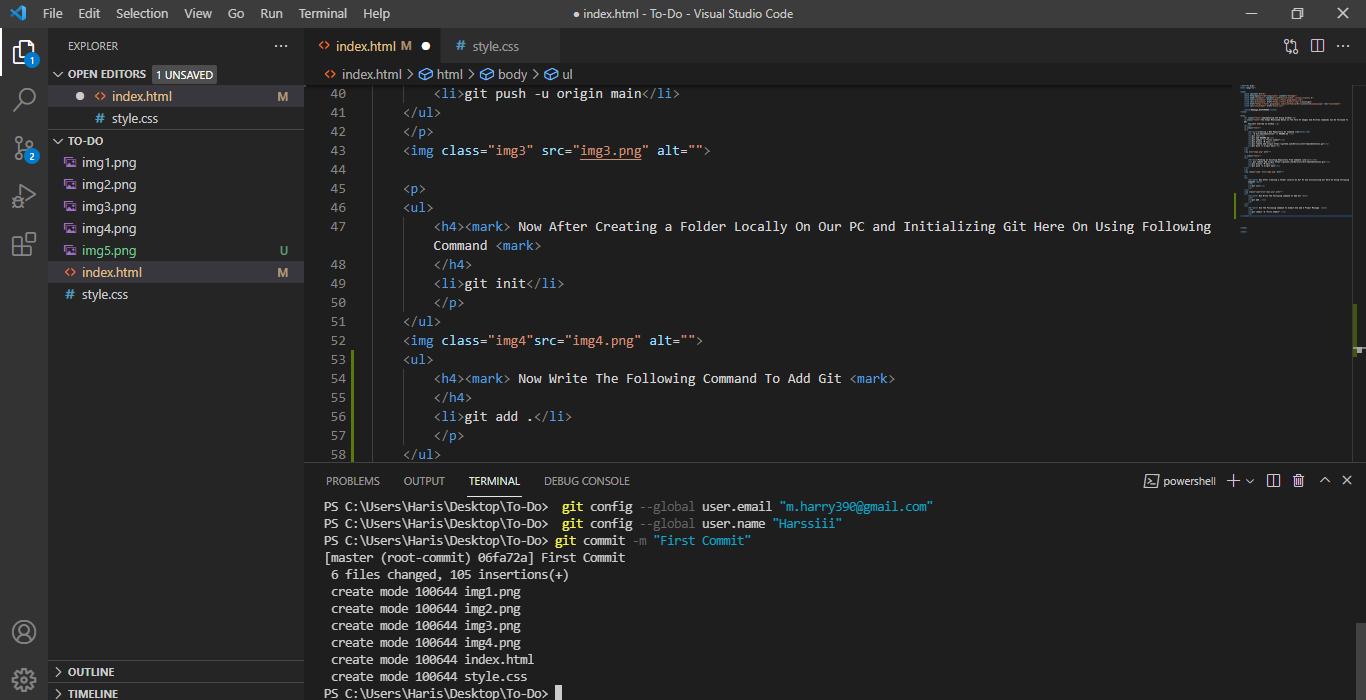 File Edit Selection View Go Run Terminal Help
● index.html - To-Do - Visual Studio Code
EXPLORER
OPEN EDITORS 1 UNSAVED
index.html M
style.css
TO-DO
img1.png
img2.png
img3.png
img4.png
img5.png U
index.html M
style.css
OUTLINE
TIMELINE
1
2
index.html M
style.css
index.html > html > body > ul
40 <li>git push -u origin main</li>
41 </ul>
42 </p>
43 <img class="img3" src="img3.png" alt="">
44
45 <p>
46 <ul>
47 <h4><mark> Now After Creating a Folder Locally On Our PC and Initializing Git Here On Using Following
Command <mark>
48 </h4>
49 <li>git init</li>
50 </p>
51 </ul>
52 <img class="img4"src="img4.png" alt="">
53 <ul>
54 <h4><mark> Now Write The Following Command To Add Git <mark>
55 </h4>
56 <li>git add .</li>
57 </p>
58 </ul>
PROBLEMS OUTPUT TERMINAL DEBUG CONSOLE
powershell
PS C:\Users\Haris\Desktop\To-Do>  git config --global user.email "m.harry390@gmail.com"
PS C:\Users\Haris\Desktop\To-Do>  git config --global user.name "Harssiii"
PS C:\Users\Haris\Desktop\To-Do> git commit -m "First Commit"
[master (root-commit) 06fa72a] First Commit
6 files changed, 105 insertions(+)
create mode 100644 img1.png
create mode 100644 img2.png
create mode 100644 img3.png
create mode 100644 img4.png
create mode 100644 index.html
create mode 100644 style.css
PS C:\Users\Haris\Desktop\To-Do>